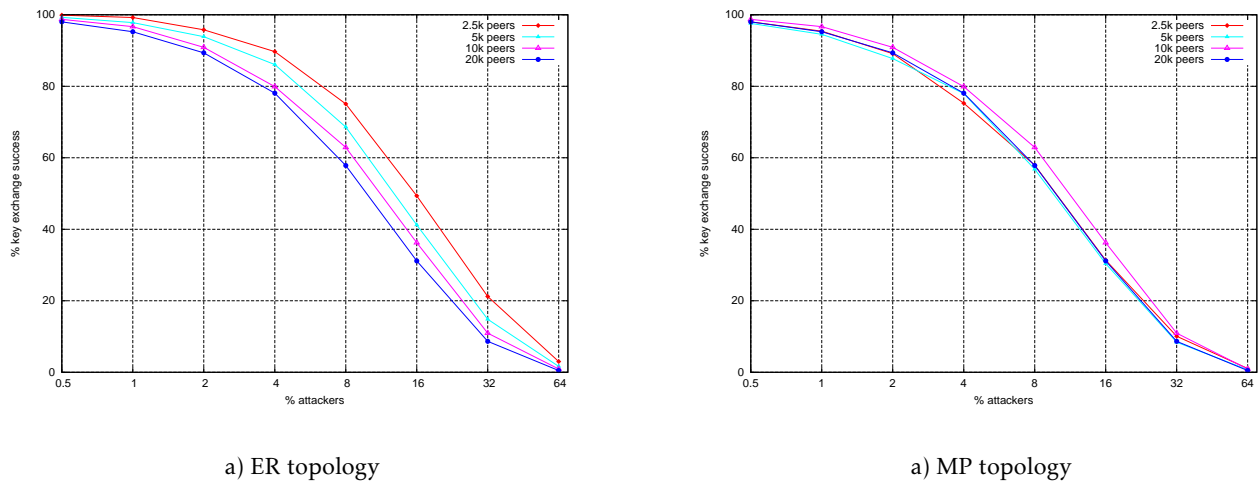 100
80
60
40
20
0
% key exchange success
0.5 1 2 4 8 16 32 64
% attackers
2.5k peers
5k peers
10k peers
20k peers
a) ER topology
100
80
60
40
20
0
% key exchange success
0.5 1 2 4 8 16 32 64
% attackers
2.5k peers
5k peers
10k peers
20k peers
a) MP topology